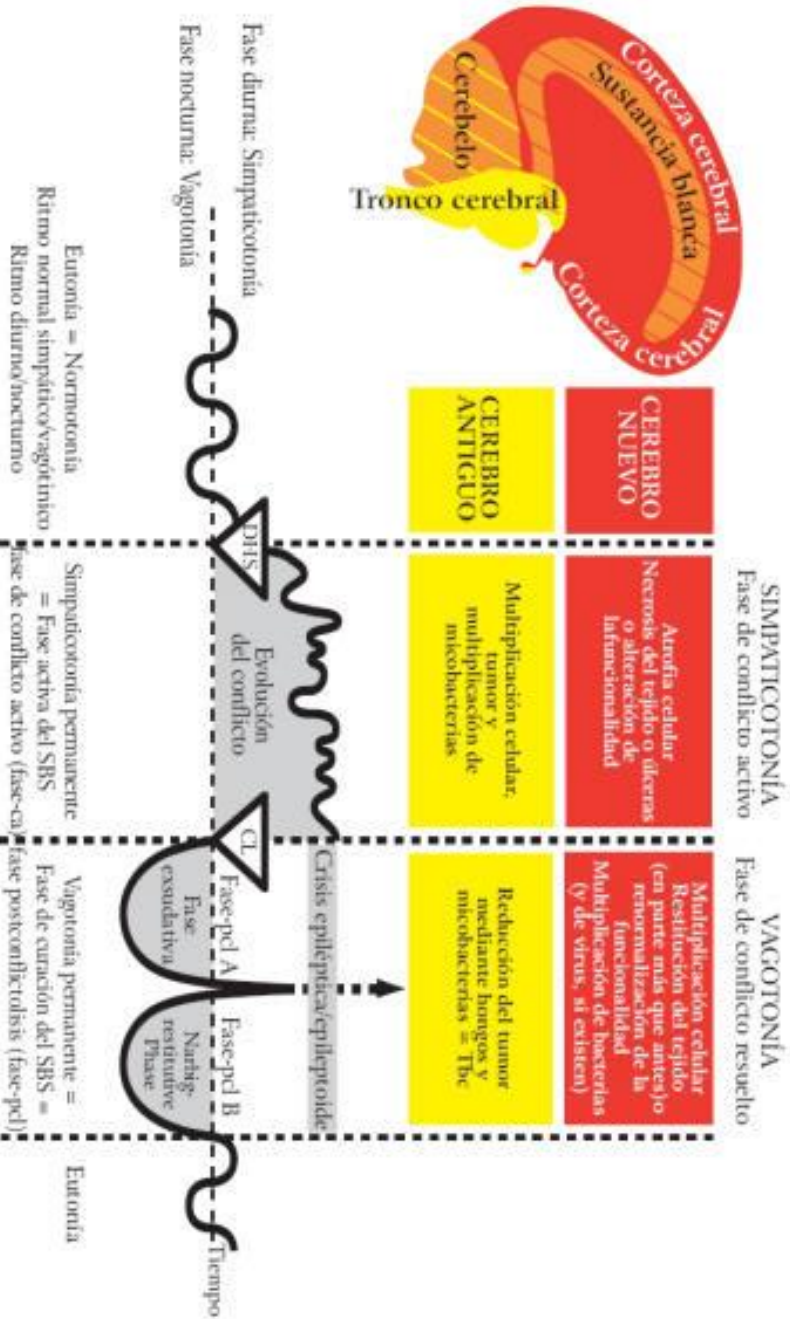 SIMPATICOTONÍA
Fase de conflicto activo
VAGOTONÍA
Fase de conflicto resuelto
Corteza cerebral
Sustancia blanca
Corteza cerebral
Cerebelo
Tronco cerebral
CEREBRO
NUEVO
Atrofia celular
Necrosis del tejido o úlceras
o alteración de
lafuncionalidad
Multiplicación celular
Restitución del tejido
(en parte más que antes)o
renormalización de la
funcionalidad
Multiplicación de bacterias
(y de virus, si existen)
CEREBRO
ANTIGUO
Multiplicación celular,
tumor y
multiplicación de
micobacterias
Reducción del tumor
mediante hongos y
micobacterias = Tbc
Fase diurna: Simpaticotonía
Fase nocturna: Vagotonía
DHS
Evolución
del conflicto
CL
Crisis epiléptica/epileptoide
Fase-pcl A
Fase-pcl B
Fase
exsudativa
Narbig-
restitutive
Phase
Tiempo
Eutonía = Normotonía
Ritmo normal simpático/vagótinico
Ritmo diurno/nocturno
Simpaticotonía permanente
= Fase activa del SBS
fase de conflicto activo (fase-ca)
Vagotonía permanente =
Fase de curación del SBS =
fase postconflictolisis (fase-pcl)
Eutonía